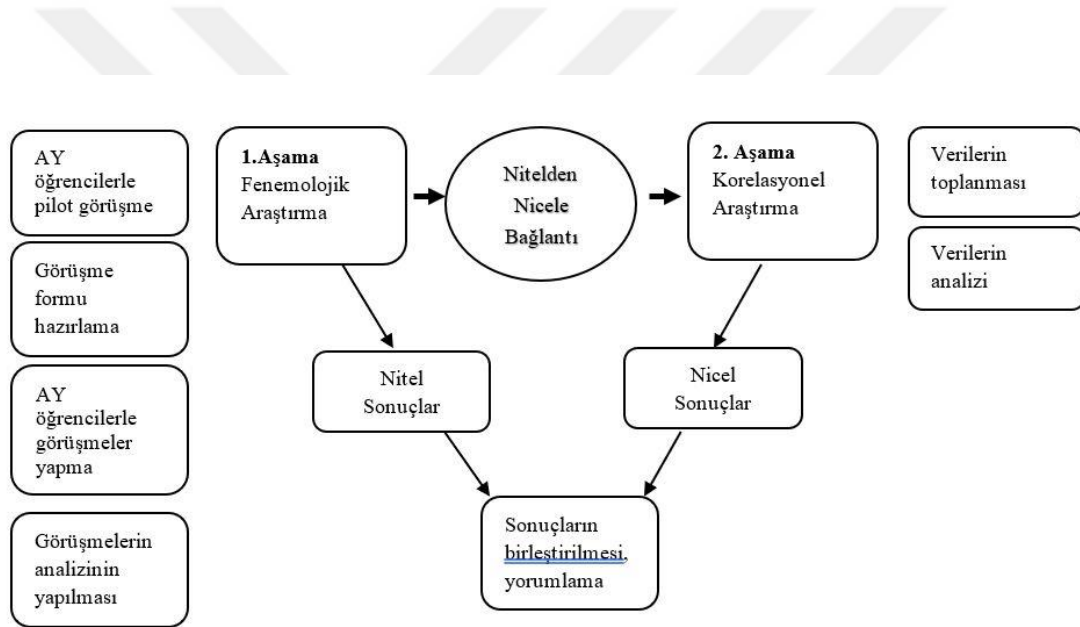 AY
öğrencilerle
pilot görüşme
Görüşme
formu
hazırlama
AY
öğrencilerle
görüşmeler
yapma
Görüşmelerin
analizinin
yapılması
1.Aşama
Fenemolojik
Araştırma
Nitelden
Nicele
Bağlantı
2. Aşama
Korelasyonel
Araştırma
Verilerin
toplanması
Verilerin
analizi
Nitel
Sonuçlar
Nicel
Sonuçlar
Sonuçların
birleştirilmesi,
yorumlama